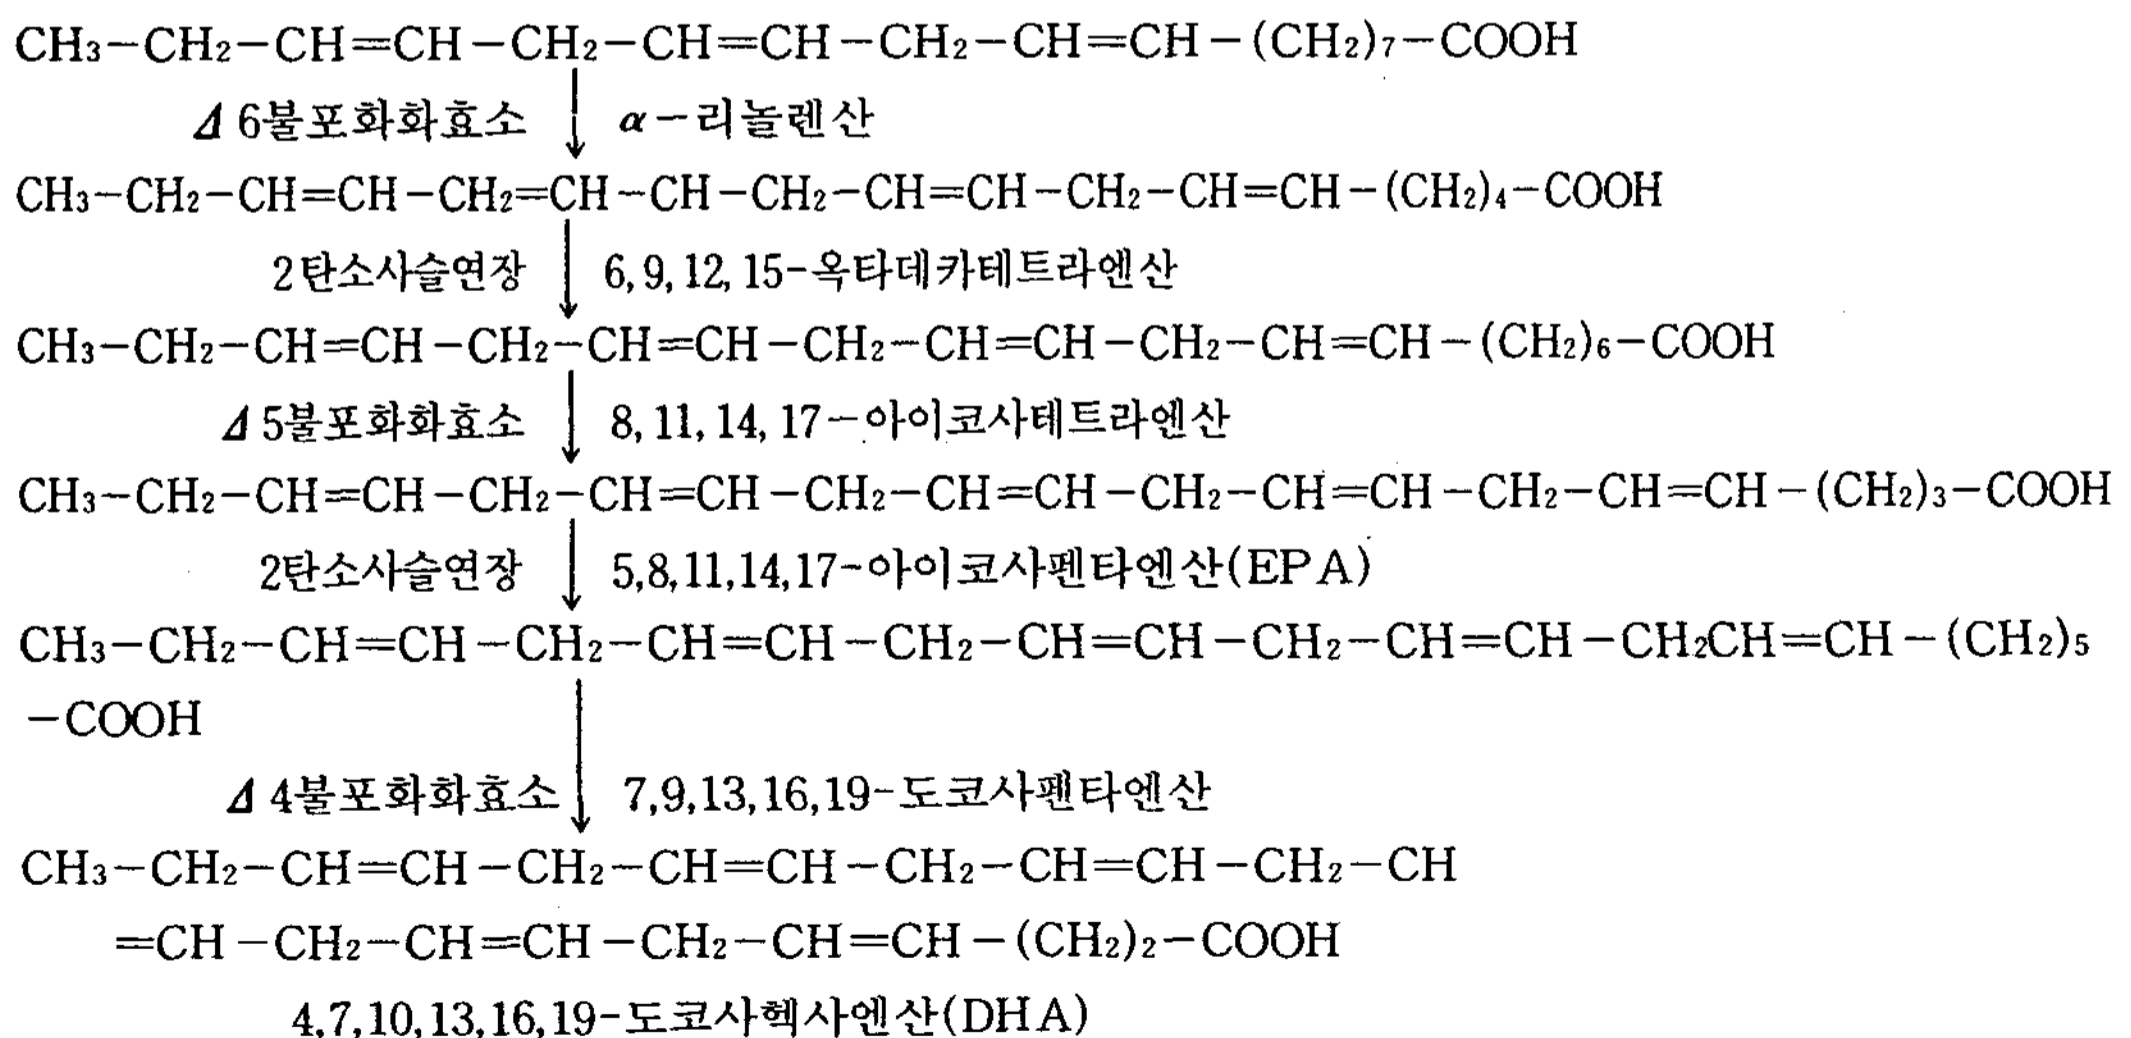 CH₃-CH₂-CH=CH-CH₂-CH=CH-CH₂-CH=CH-(CH₂)₇-COOH
Δ 6불포화화효소 ↓ α-리놀렌산
CH₃-CH₂-CH=CH-CH₂=CH-CH-CH₂-CH=CH-CH₂-CH=CH-(CH₂)₄-COOH
2탄소사슬연장 ↓ 6, 9, 12, 15-옥타데카테트라엔산
CH₃-CH₂-CH=CH-CH₂-CH=CH-CH₂-CH=CH-CH₂-CH=CH-(CH₂)₆-COOH
Δ 5불포화화효소 ↓ 8, 11, 14, 17-아이코사테트라엔산
CH₃-CH₂-CH=CH-CH₂-CH=CH-CH₂-CH=CH-CH₂-CH=CH-CH₂-CH=CH-(CH₂)₃-COOH
2탄소사슬연장 ↓ 5,8,11,14,17-아이코사펜타엔산(EPA)
CH₃-CH₂-CH=CH-CH₂-CH=CH-CH₂-CH=CH-CH₂-CH=CH-CH₂CH=CH-(CH₂)₅
-COOH
Δ 4불포화화효소 ↓ 7,9,13,16,19-도코사펜타엔산
CH₃-CH₂-CH=CH-CH₂-CH=CH-CH₂-CH=CH-CH₂-CH
=CH-CH₂-CH=CH-CH₂-CH=CH-(CH₂)₂-COOH
4,7,10,13,16,19-도코사헥사엔산(DHA)